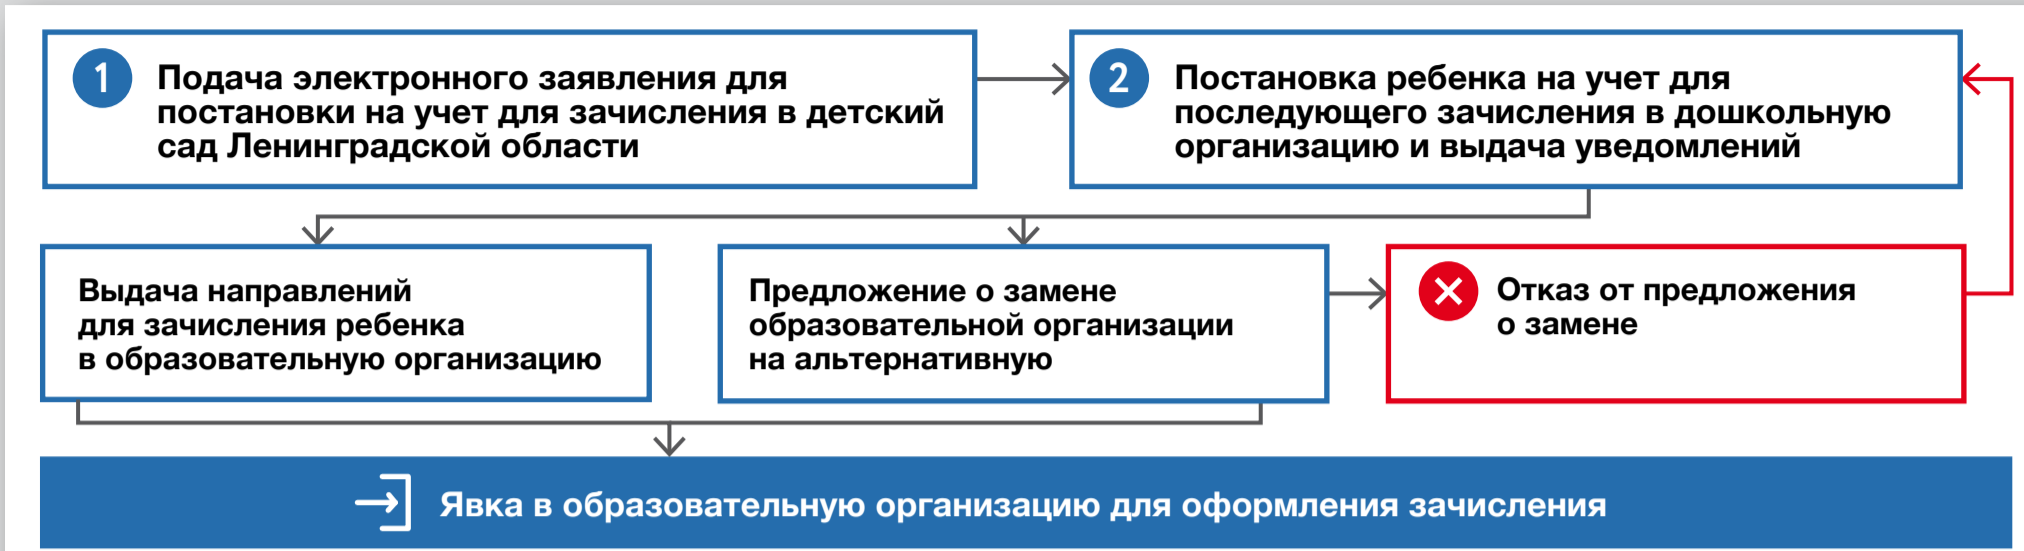 1
Подача электронного заявления для
постановки на учет для зачисления в детский
сад Ленинградской области
2
Постановка ребенка на учет для
последующего зачисления в дошкольную
организацию и выдача уведомлений
Выдача направлений
для зачисления ребенка
в образовательную организацию
Предложение о замене
образовательной организации
на альтернативную
Отказ от предложения
о замене
Явка в образовательную организацию для оформления зачисления